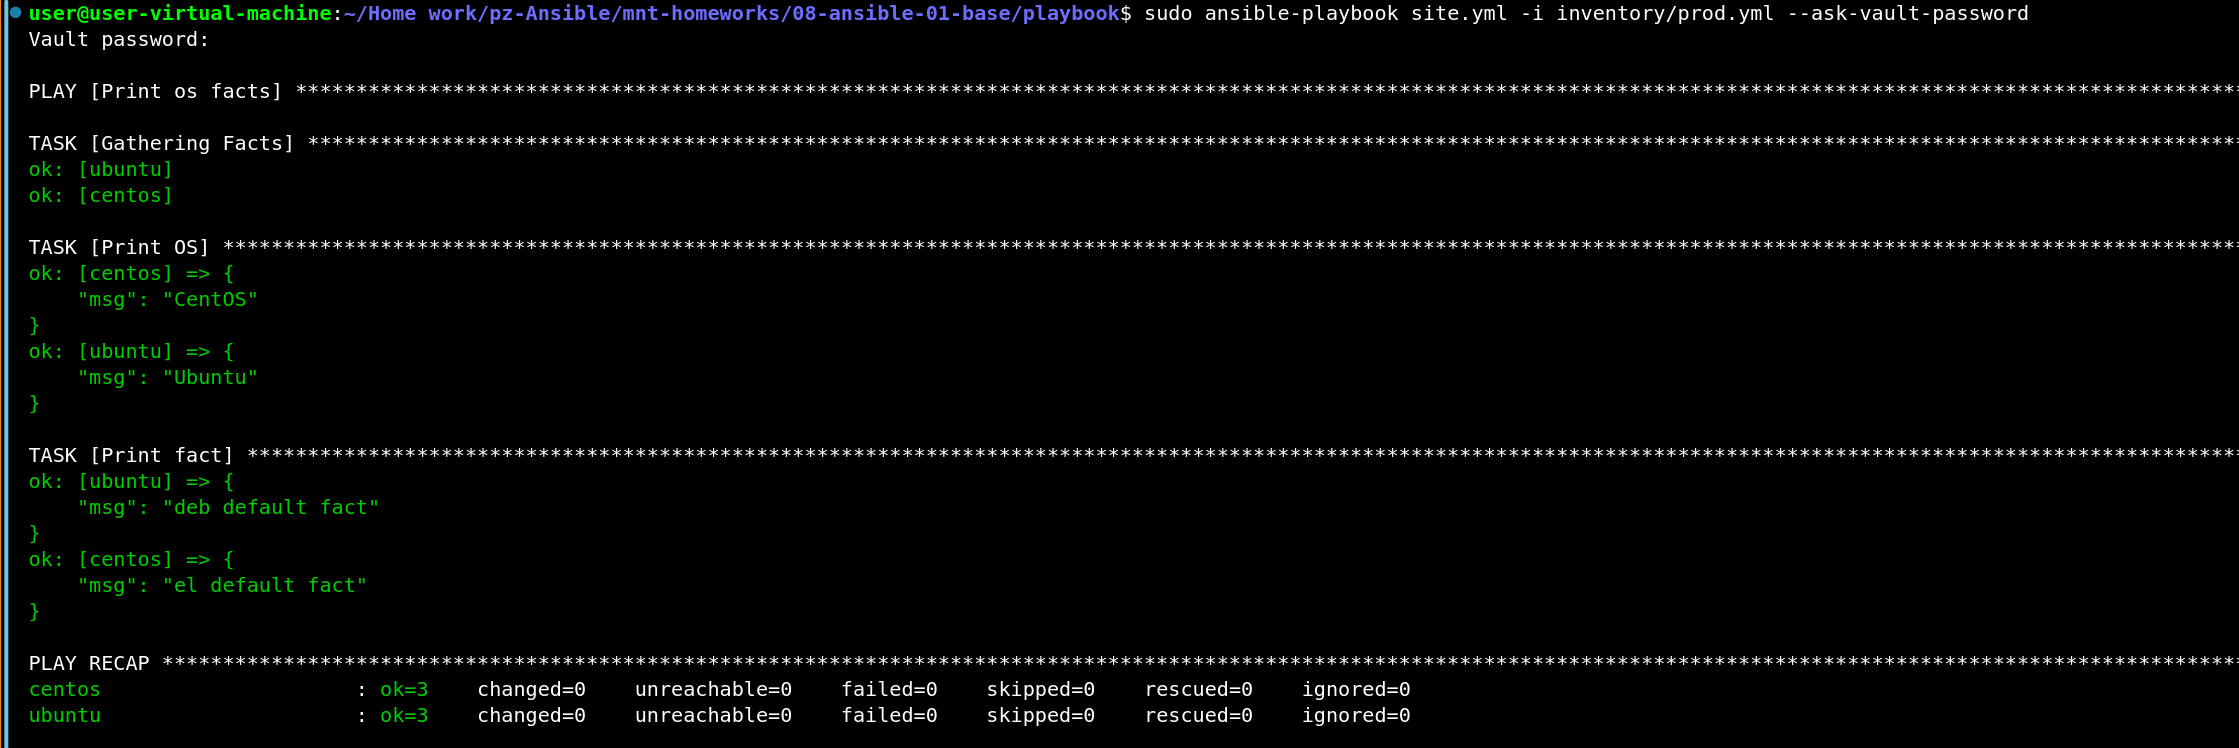 user@user-virtual-machine:~/Home work/pz-Ansible/mnt-homeworks/08-ansible-01-base/playbook$ sudo ansible-playbook site.yml -i inventory/prod.yml --ask-vault-password
Vault password:

PLAY [Print os facts] ****************************************************************************************************************************************************************

TASK [Gathering Facts] ***************************************************************************************************************************************************************
ok: [ubuntu]
ok: [centos]

TASK [Print OS] **********************************************************************************************************************************************************************
ok: [centos] => {
    "msg": "CentOS"
}
ok: [ubuntu] => {
    "msg": "Ubuntu"
}

TASK [Print fact] ********************************************************************************************************************************************************************
ok: [ubuntu] => {
    "msg": "deb default fact"
}
ok: [centos] => {
    "msg": "el default fact"
}

PLAY RECAP ***************************************************************************************************************************************************************************
centos                     : ok=3    changed=0    unreachable=0    failed=0    skipped=0    rescued=0    ignored=0
ubuntu                     : ok=3    changed=0    unreachable=0    failed=0    skipped=0    rescued=0    ignored=0